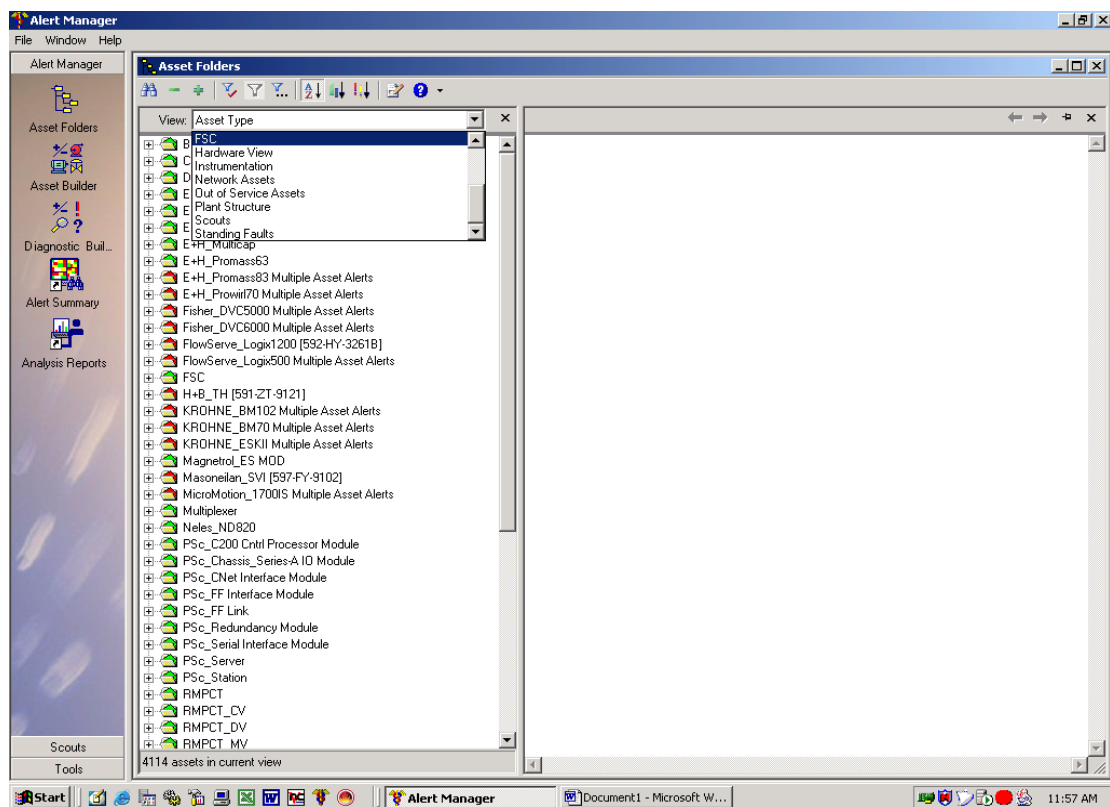 Alert Manager
File Window Help
Alert Manager
Asset Folders
Asset Builder
Diagnostic Buil...
Alert Summary
Analysis Reports
Scouts
Tools
Asset Folders
View: Asset Type
FSC
Hardware View
Instrumentation
Network Assets
Out of Service Assets
Plant Structure
Scouts
Standing Faults
B
C
D
E
E
E
E+H_Multicap
E+H_Promass63
E+H_Promass83 Multiple Asset Alerts
E+H_Prowirl70 Multiple Asset Alerts
Fisher_DVC5000 Multiple Asset Alerts
Fisher_DVC6000 Multiple Asset Alerts
FlowServe_Logix1200 [592-HY-3261B]
FlowServe_Logix500 Multiple Asset Alerts
FSC
H+B_TH [591-ZT-9121]
KROHNE_BM102 Multiple Asset Alerts
KROHNE_BM70 Multiple Asset Alerts
KROHNE_ESKII Multiple Asset Alerts
Magnetrol_ES MOD
Masoneilan_SVI [597-FY-9102]
MicroMotion_1700IS Multiple Asset Alerts
Multiplexer
Neles_ND820
PSc_C200 Cntrl Processor Module
PSc_Chassis_Series-A IO Module
PSc_CNet Interface Module
PSc_FF Interface Module
PSc_FF Link
PSc_Redundancy Module
PSc_Serial Interface Module
PSc_Server
PSc_Station
RMPCT
RMPCT_CV
RMPCT_DV
RMPCT_MV
4114 assets in current view
Start
Alert Manager
Document1 - Microsoft W...
11:57 AM